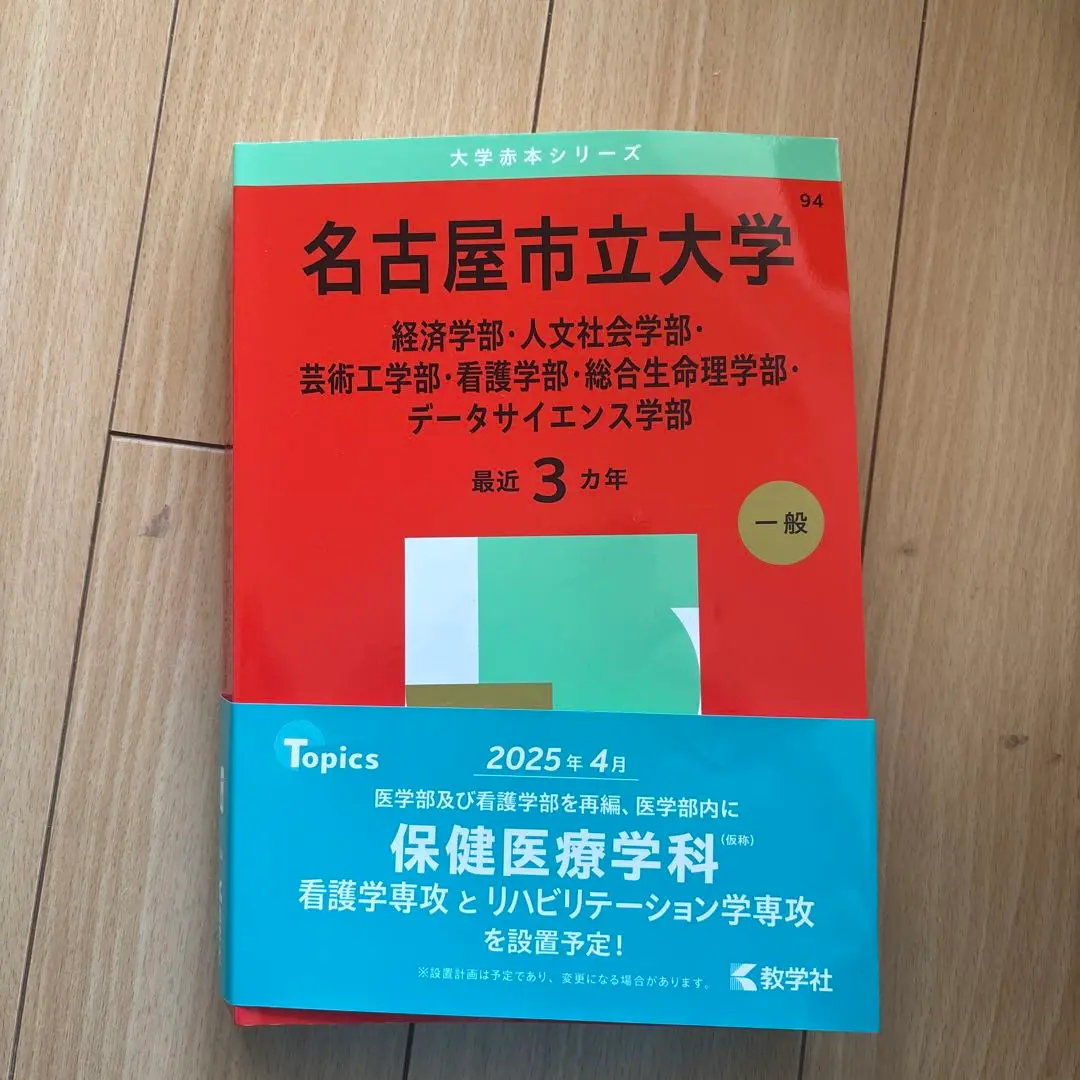 大学赤本シリーズ
94
名古屋市立大学
経済学部・人文社会学部・
芸術工学部・看護学部・総合生命理学部・
データサイエンス学部
最近3カ年
一般
Topics
2025年4月
医学部及び看護学部を再編、医学部内に
保健医療学科(仮称)
看護学専攻とリハビリテーション学専攻
を設置予定!
※設置計画は予定であり、変更になる場合があります。
教学社